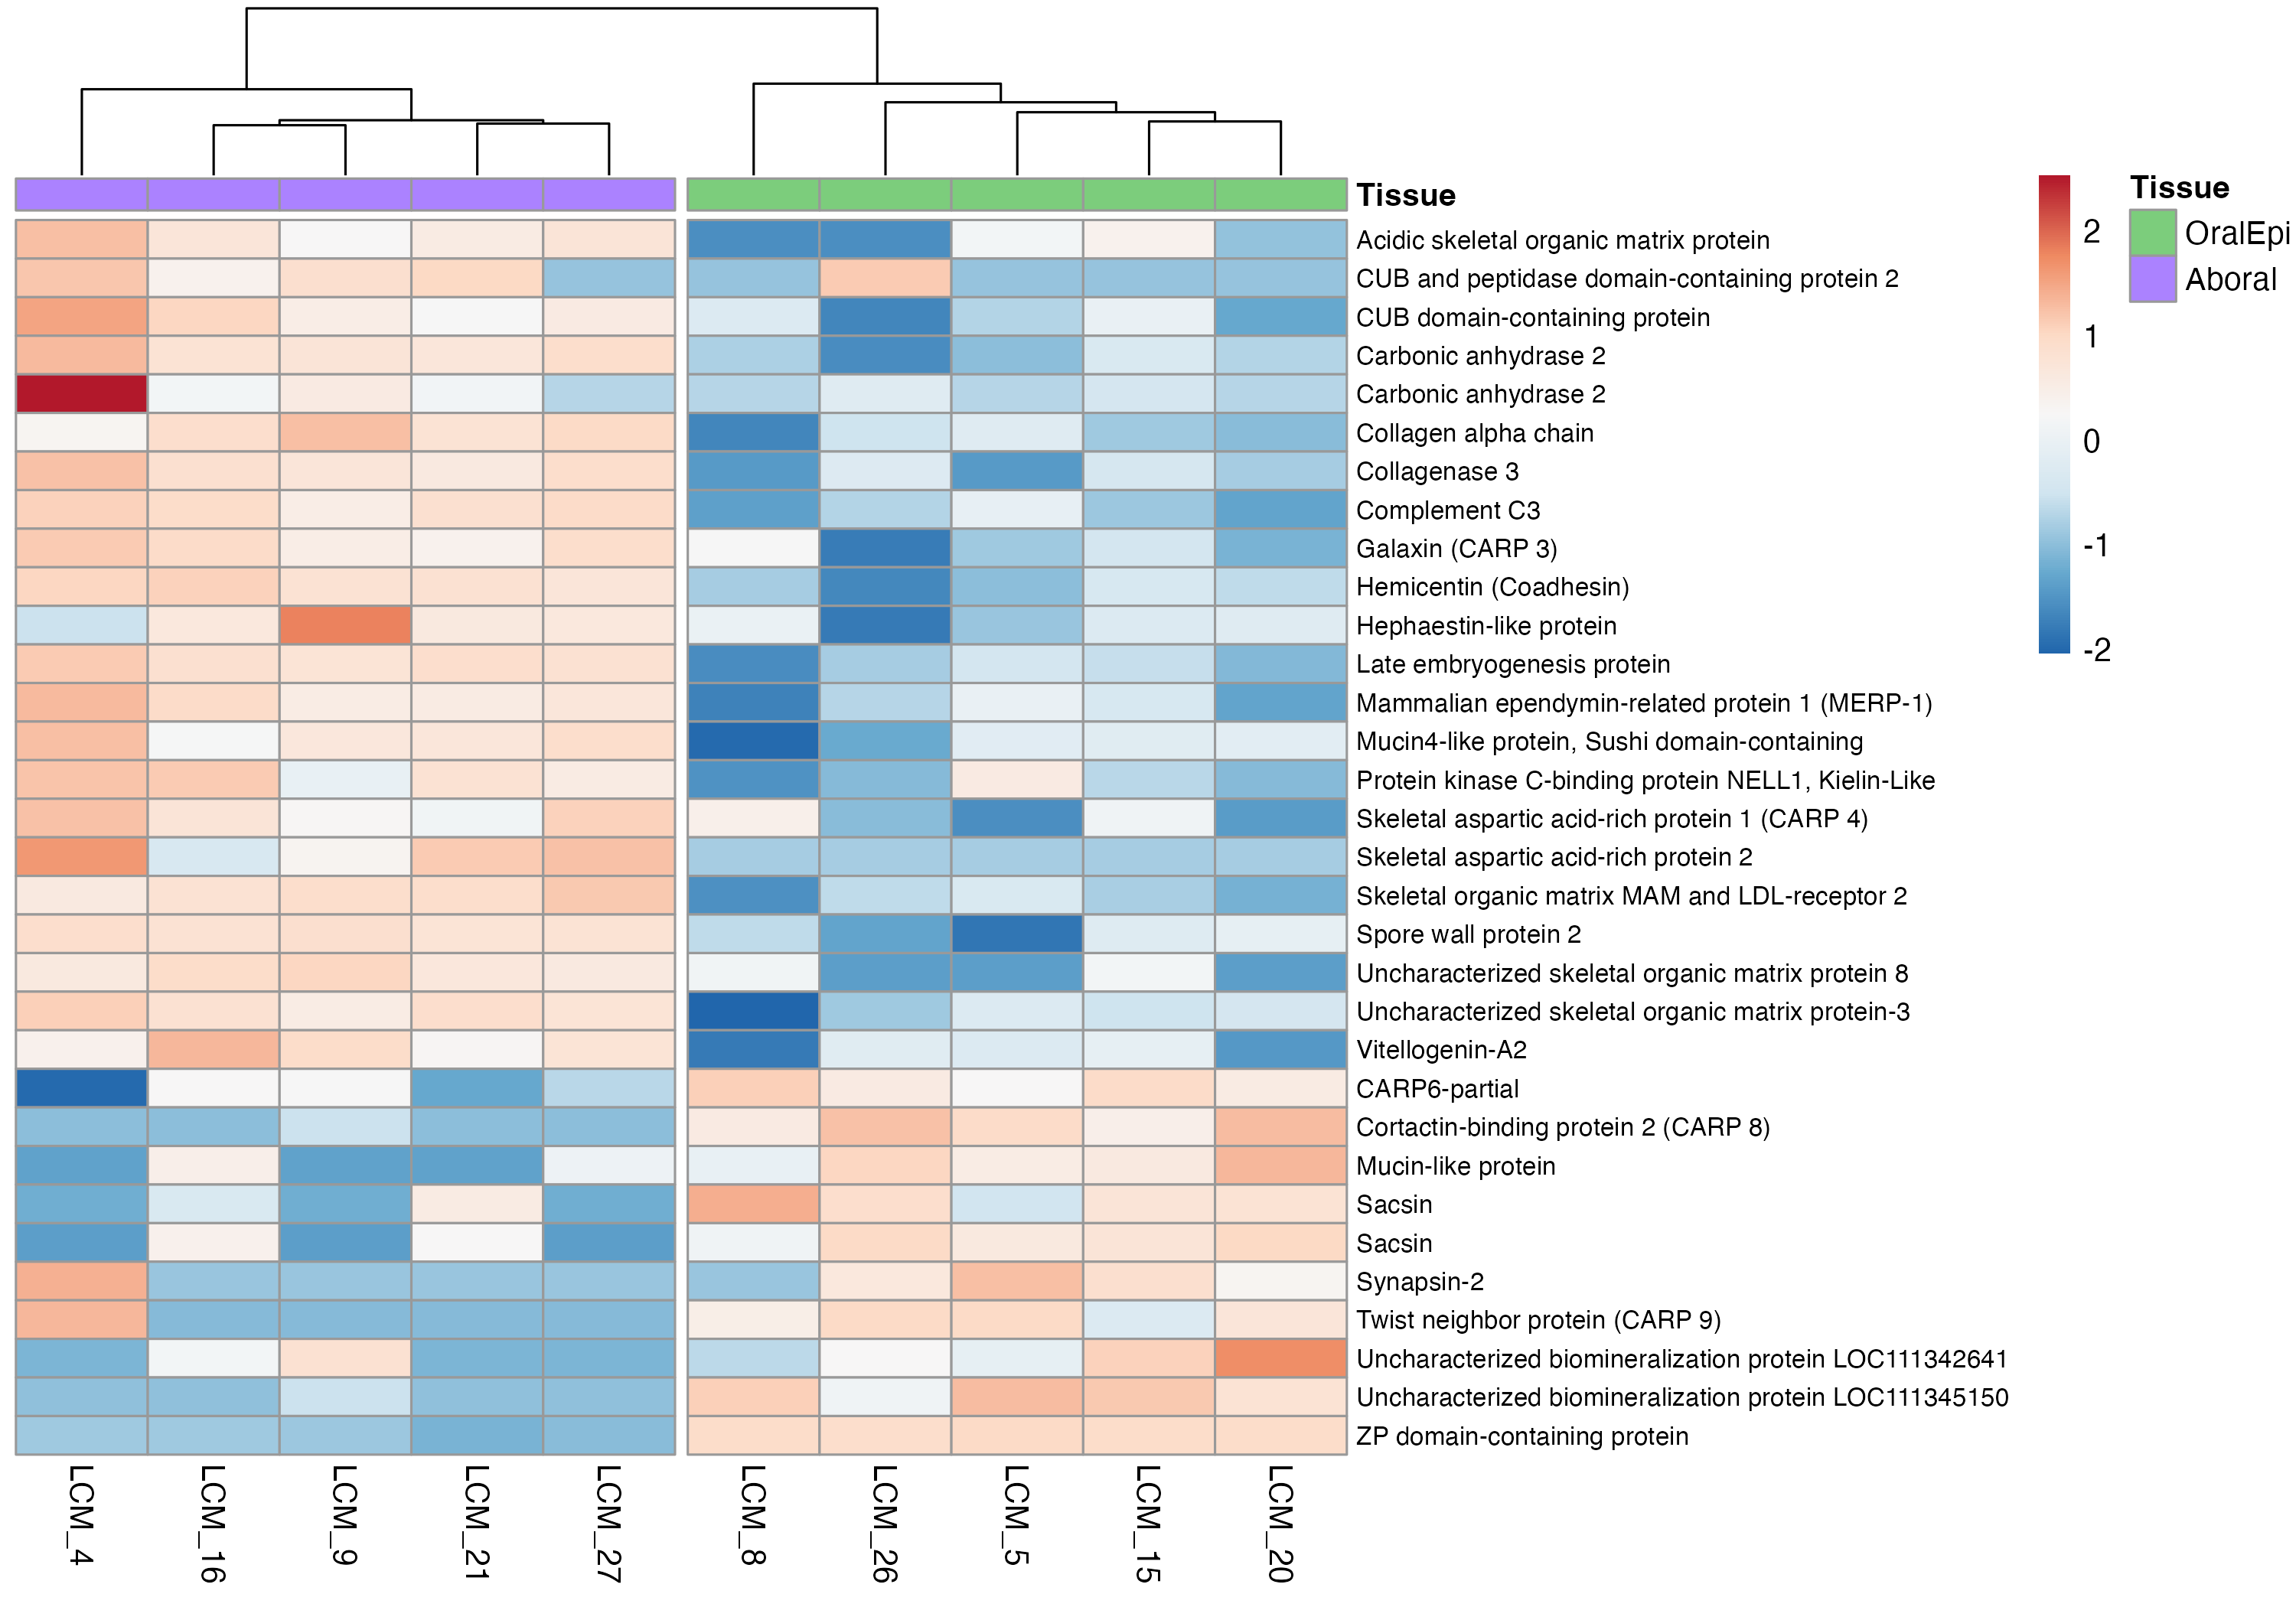 Tissue
Acidic skeletal organic matrix protein
CUB and peptidase domain-containing protein 2
CUB domain-containing protein
Carbonic anhydrase 2
Carbonic anhydrase 2
Collagen alpha chain
Collagenase 3
Complement C3
Galaxin (CARP 3)
Hemicentin (Coadhesin)
Hephaestin-like protein
Late embryogenesis protein
Mammalian ependymin-related protein 1 (MERP-1)
Mucin4-like protein, Sushi domain-containing
Protein kinase C-binding protein NELL1, Kielin-Like
Skeletal aspartic acid-rich protein 1 (CARP 4)
Skeletal aspartic acid-rich protein 2
Skeletal organic matrix MAM and LDL-receptor 2
Spore wall protein 2
Uncharacterized skeletal organic matrix protein 8
Uncharacterized skeletal organic matrix protein-3
Vitellogenin-A2
CARP6-partial
Cortactin-binding protein 2 (CARP 8)
Mucin-like protein
Sacsin
Sacsin
Synapsin-2
Twist neighbor protein (CARP 9)
Uncharacterized biomineralization protein LOC111342641
Uncharacterized biomineralization protein LOC111345150
ZP domain-containing protein
LCM_4
LCM_16
LCM_9
LCM_21
LCM_27
LCM_8
LCM_26
LCM_5
LCM_15
LCM_20
2
1
0
-1
-2
Tissue
OralEpi
Aboral